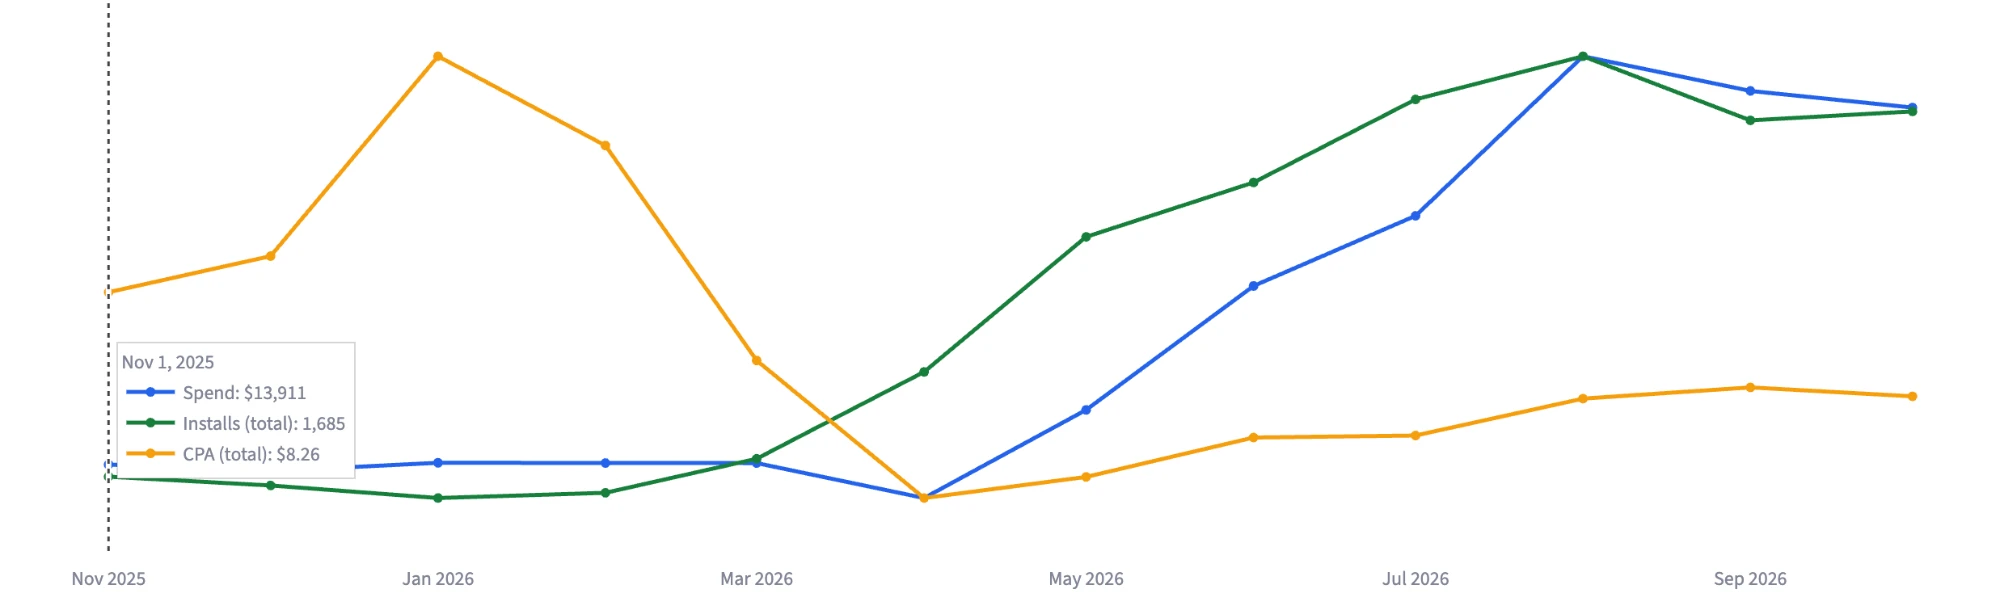 Nov 1, 2025
Spend: $13,911
Installs (total): 1,685
CPA (total): $8.26
Nov 2025 Jan 2026 Mar 2026 May 2026 Jul 2026 Sep 2026